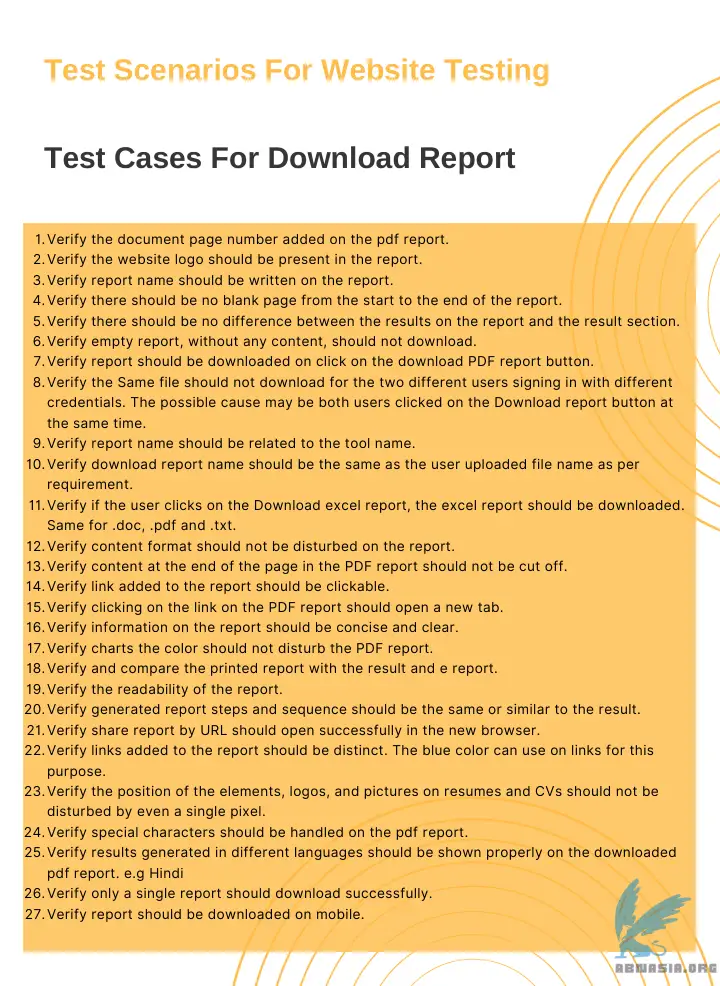 Test Scenarios For Website Testing
Test Cases For Download Report
1. Verify the document page number added on the pdf report.
2. Verify the website logo should be present in the report.
3. Verify report name should be written on the report.
4. Verify there should be no blank page from the start to the end of the report.
5. Verify there should be no difference between the results on the report and the result section.
6. Verify empty report, without any content, should not download.
7. Verify report should be downloaded on click on the download PDF report button.
8. Verify the Same file should not download for the two different users signing in with different
credentials. The possible cause may be both users clicked on the Download report button at
the same time.
9. Verify report name should be related to the tool name.
10. Verify download report name should be the same as the user uploaded file name as per
requirement.
11. Verify if the user clicks on the Download excel report, the excel report should be downloaded.
Same for .doc, .pdf and .txt.
12. Verify content format should not be disturbed on the report.
13. Verify content at the end of the page in the PDF report should not be cut off.
14. Verify link added to the report should be clickable.
15. Verify clicking on the link on the PDF report should open a new tab.
16. Verify information on the report should be concise and clear.
17. Verify charts the color should not disturb the PDF report.
18. Verify and compare the printed report with the result and e report.
19. Verify the readability of the report.
20. Verify generated report steps and sequence should be the same or similar to the result.
21. Verify share report by URL should open successfully in the new browser.
22. Verify links added to the report should be distinct. The blue color can use on links for this
purpose.
23. Verify the position of the elements, logos, and pictures on resumes and CVs should not be
disturbed by even a single pixel.
24. Verify special characters should be handled on the pdf report.
25. Verify results generated in different languages should be shown properly on the downloaded
pdf report. e.g Hindi
26. Verify only a single report should download successfully.
27. Verify report should be downloaded on mobile.
ABWASIA.ORG